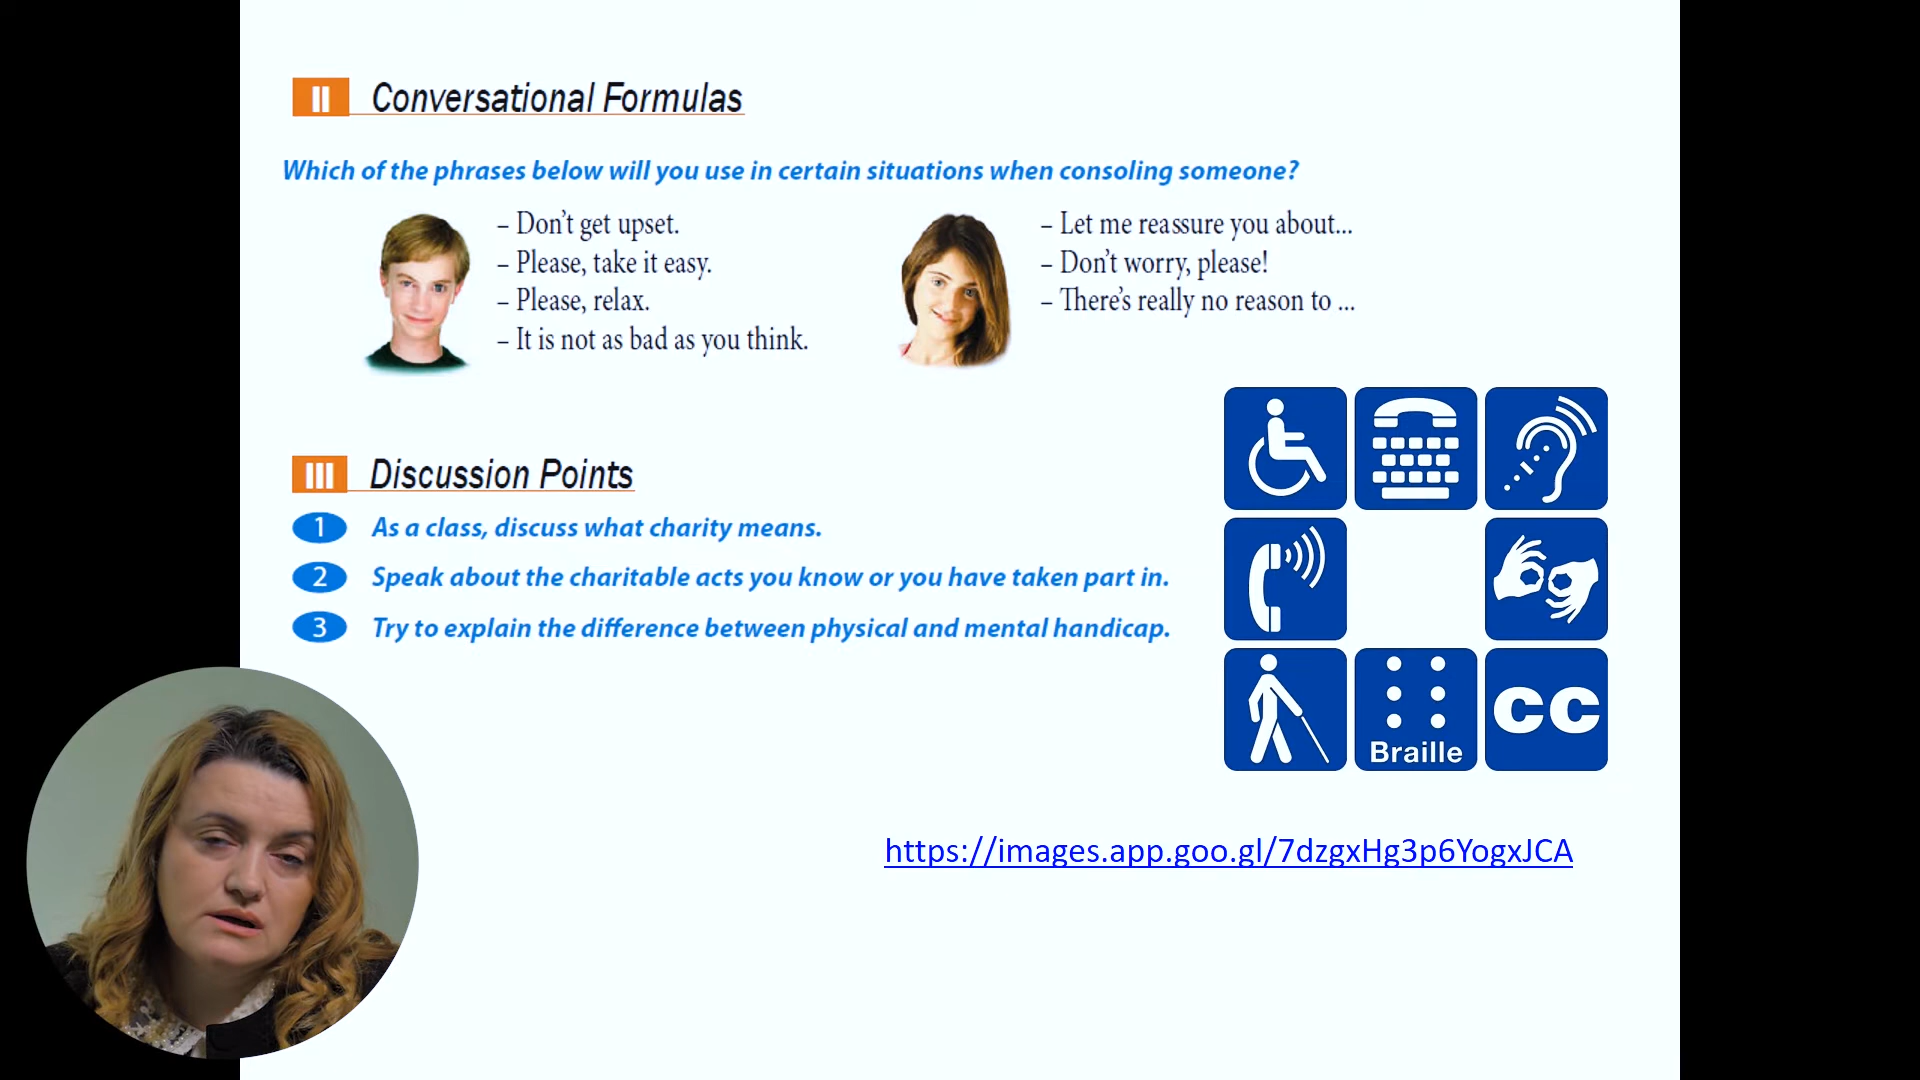 II Conversational Formulas
Which of the phrases below will you use in certain situations when consoling someone?
– Don't get upset.
– Please, take it easy.
– Please, relax.
– It is not as bad as you think.
– Let me reassure you about...
– Don't worry, please!
– There's really no reason to ...
III Discussion Points
1 As a class, discuss what charity means.
2 Speak about the charitable acts you know or you have taken part in.
3 Try to explain the difference between physical and mental handicap.
Braille
CC
https://images.app.goo.gl/7dzgxHg3p6YogxJCA